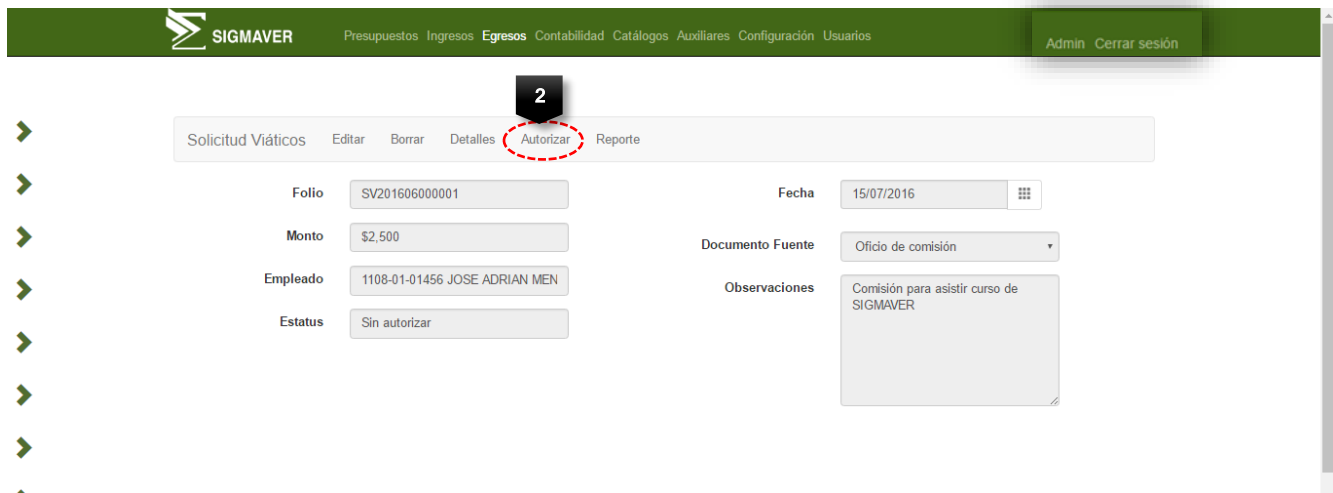 SIGMAVER
Presupuestos Ingresos Egresos Contabilidad Catálogos Auxiliares Configuración Usuarios
Admin Cerrar sesión
2
Solicitud Viáticos Editar Borrar Detalles Autorizar Reporte
Folio SV201606000001
Monto $2,500
Empleado 1108-01-01456 JOSE ADRIAN MEN
Estatus Sin autorizar
Fecha 15/07/2016
Documento Fuente Oficio de comisión
Observaciones Comisión para asistir curso de
SIGMAVER